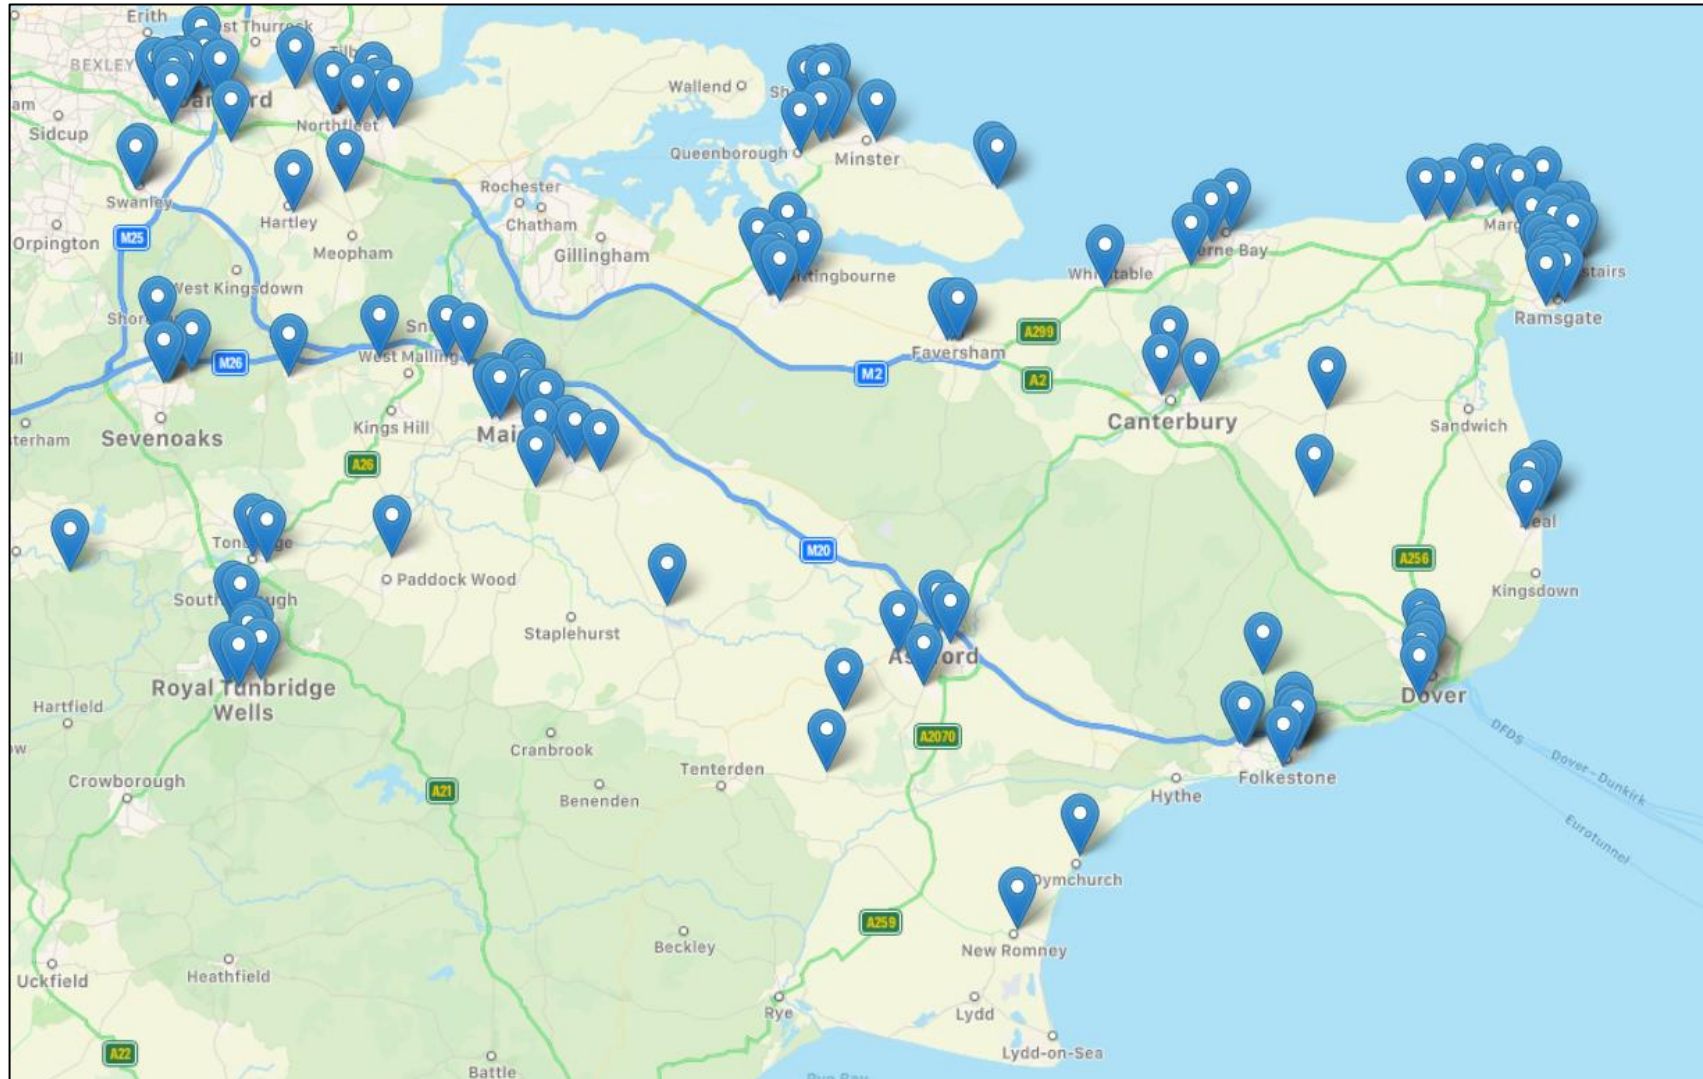 Erith
BEXLEY
Sidcup
Northfleet
Swanley
Orpington
M25
Hartley
Meopham
West Kingsdown
Rochester
Chatham
Gillingham
Wallend
Queenborough
Minster
Faversham
A299
A2
M2
Ramsgate
Canterbury
Sandwich
M26
West Malling
Kings Hill
Sevenoaks
A26
Paddock Wood
M20
Staplehurst
A256
Kingsdown
Dover
Royal Tunbridge
Wells
Hartfield
Crowborough
Cranbrook
Benenden
Tenterden
A21
A2070
Hythe
Folkestone
DFDS
Dover - Dunkirk
Eurotunnel
Dymchurch
New Romney
A259
Beckley
Heathfield
Uckfield
Rye
Lydd
Lydd-on-Sea
A22
Battle